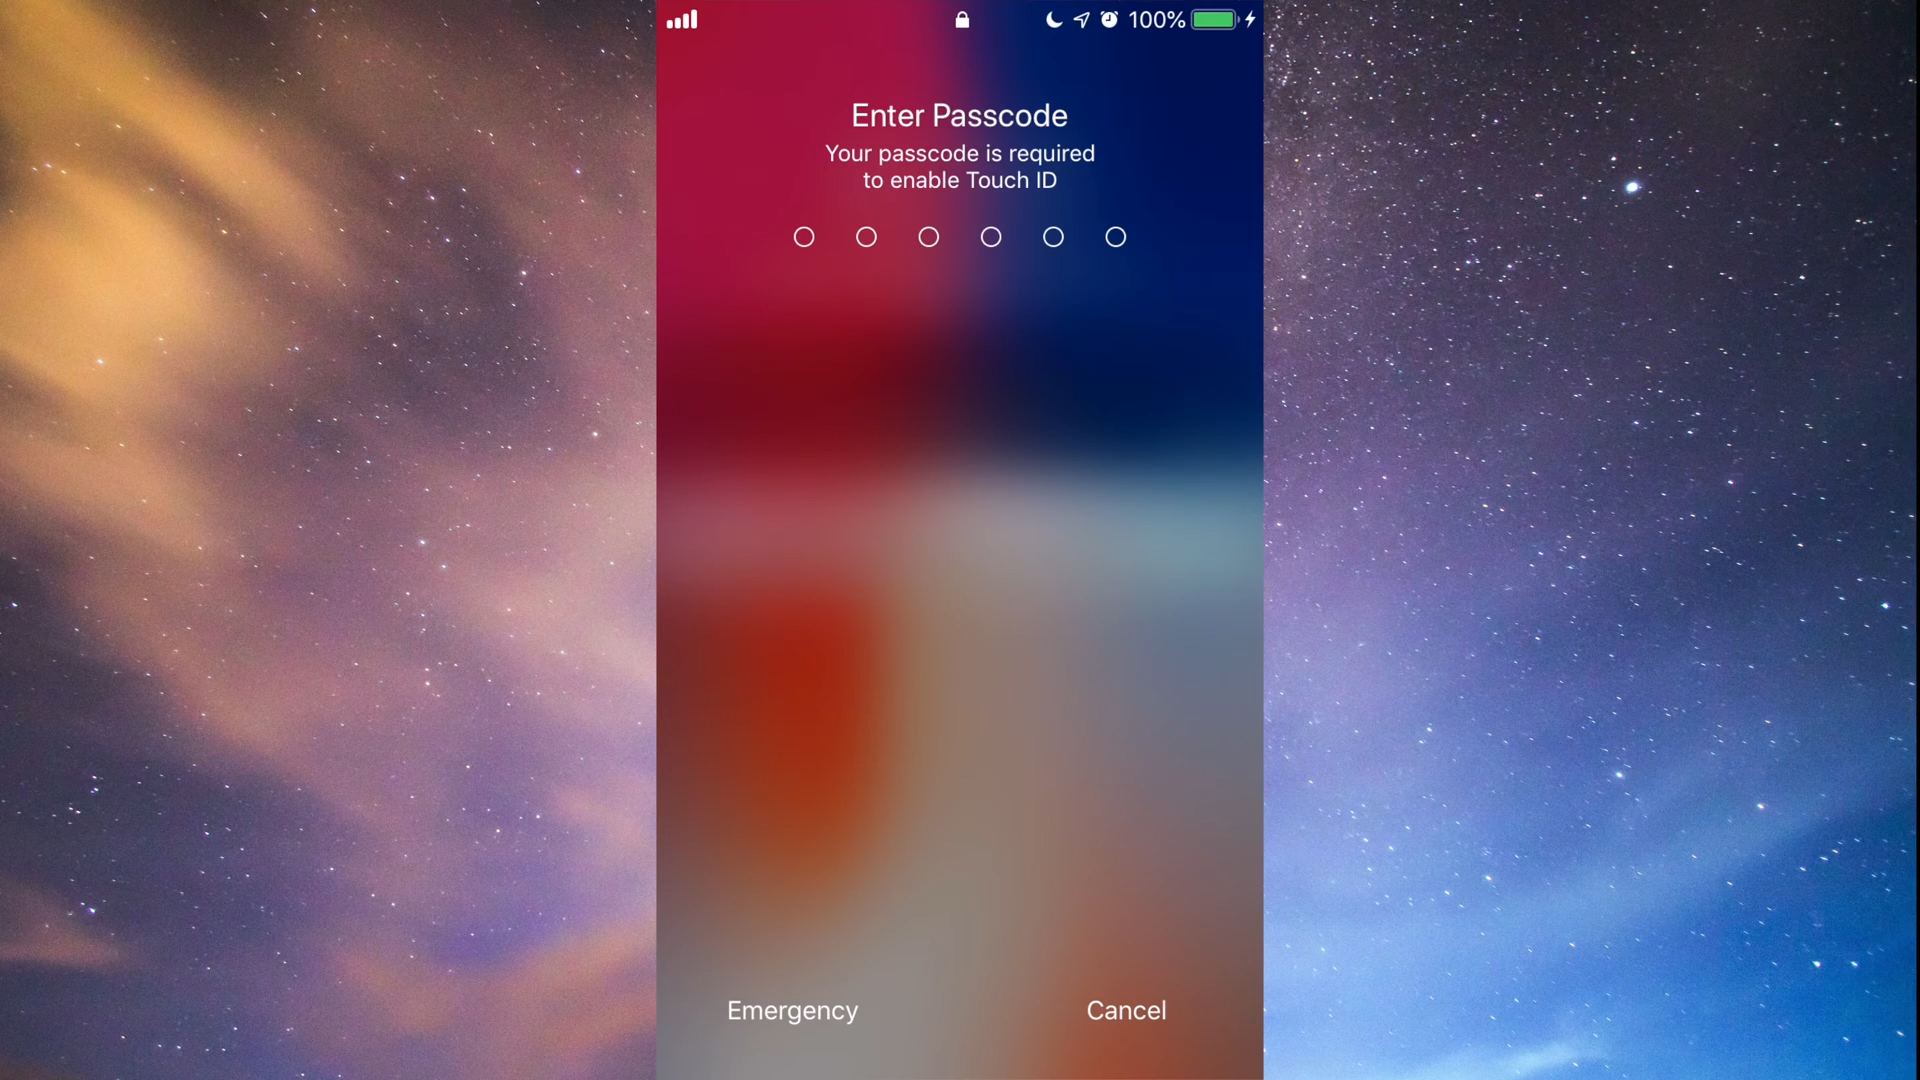 100%
Enter Passcode
Your passcode is required
to enable Touch ID
Emergency
Cancel